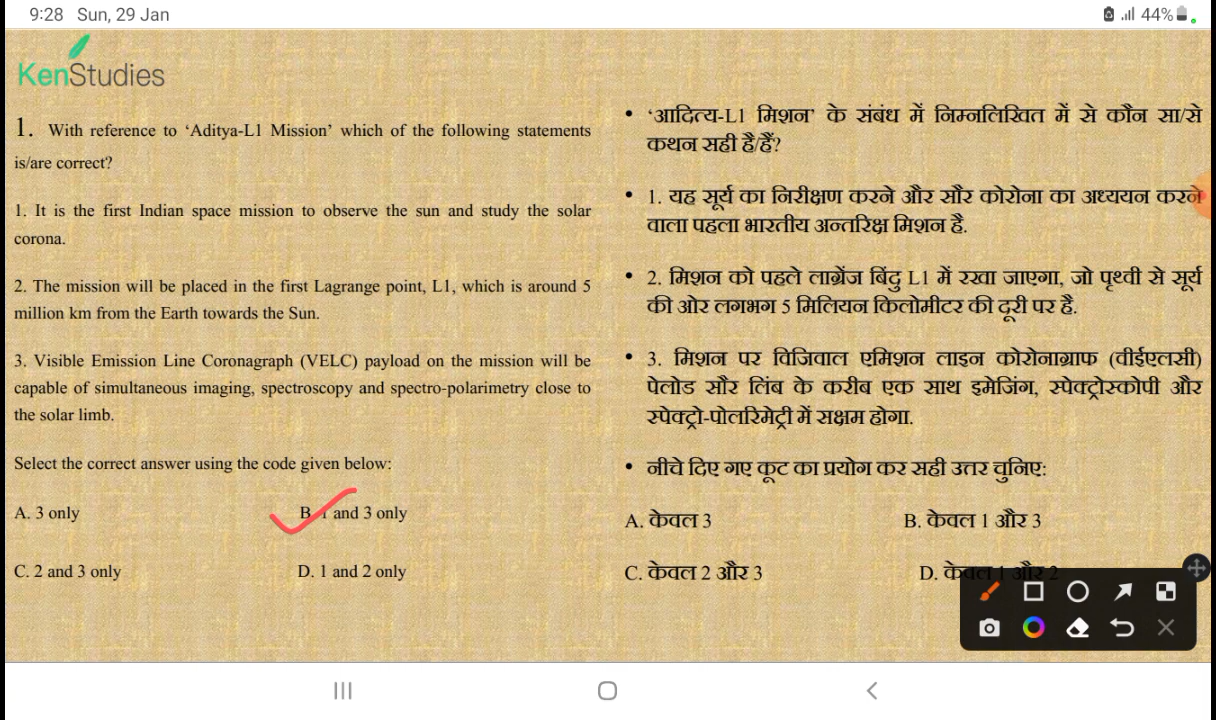 9:28 Sun, 29 Jan
44%
KenStudies
1. With reference to ‘Aditya-L1 Mission’ which of the following statements
is/are correct?
1. It is the first Indian space mission to observe the sun and study the solar
corona.
2. The mission will be placed in the first Lagrange point, L1, which is around 5
million km from the Earth towards the Sun.
3. Visible Emission Line Coronagraph (VELC) payload on the mission will be
capable of simultaneous imaging, spectroscopy and spectro-polarimetry close to
the solar limb.
Select the correct answer using the code given below:
A. 3 only B. 1 and 3 only
C. 2 and 3 only D. 1 and 2 only
• ‘आदित्य-L1 मिशन’ के संबंध में निम्नलिखित में से कौन सा/से
कथन सही है/हैं?
• 1. यह सूर्य का निरीक्षण करने और सौर कोरोना का अध्ययन करने
वाला पहला भारतीय अन्तरिक्ष मिशन है.
• 2. मिशन को पहले लाग्रेंज बिंदु L1 में रखा जाएगा, जो पृथ्वी से सूर्य
की ओर लगभग 5 मिलियन किलोमीटर की दूरी पर है.
• 3. मिशन पर विजिवाल एमिशन लाइन कोरोनाग्राफ (वीईएलसी)
पेलोड सौर लिंब के करीब एक साथ इमेजिंग, स्पेक्ट्रोस्कोपी और
स्पेक्ट्रो-पोलरिमेट्री में सक्षम होगा.
• नीचे दिए गए कूट का प्रयोग कर सही उत्तर चुनिए:
A. केवल 3 B. केवल 1 और 3
C. केवल 2 और 3 D. केवल 1 और 2